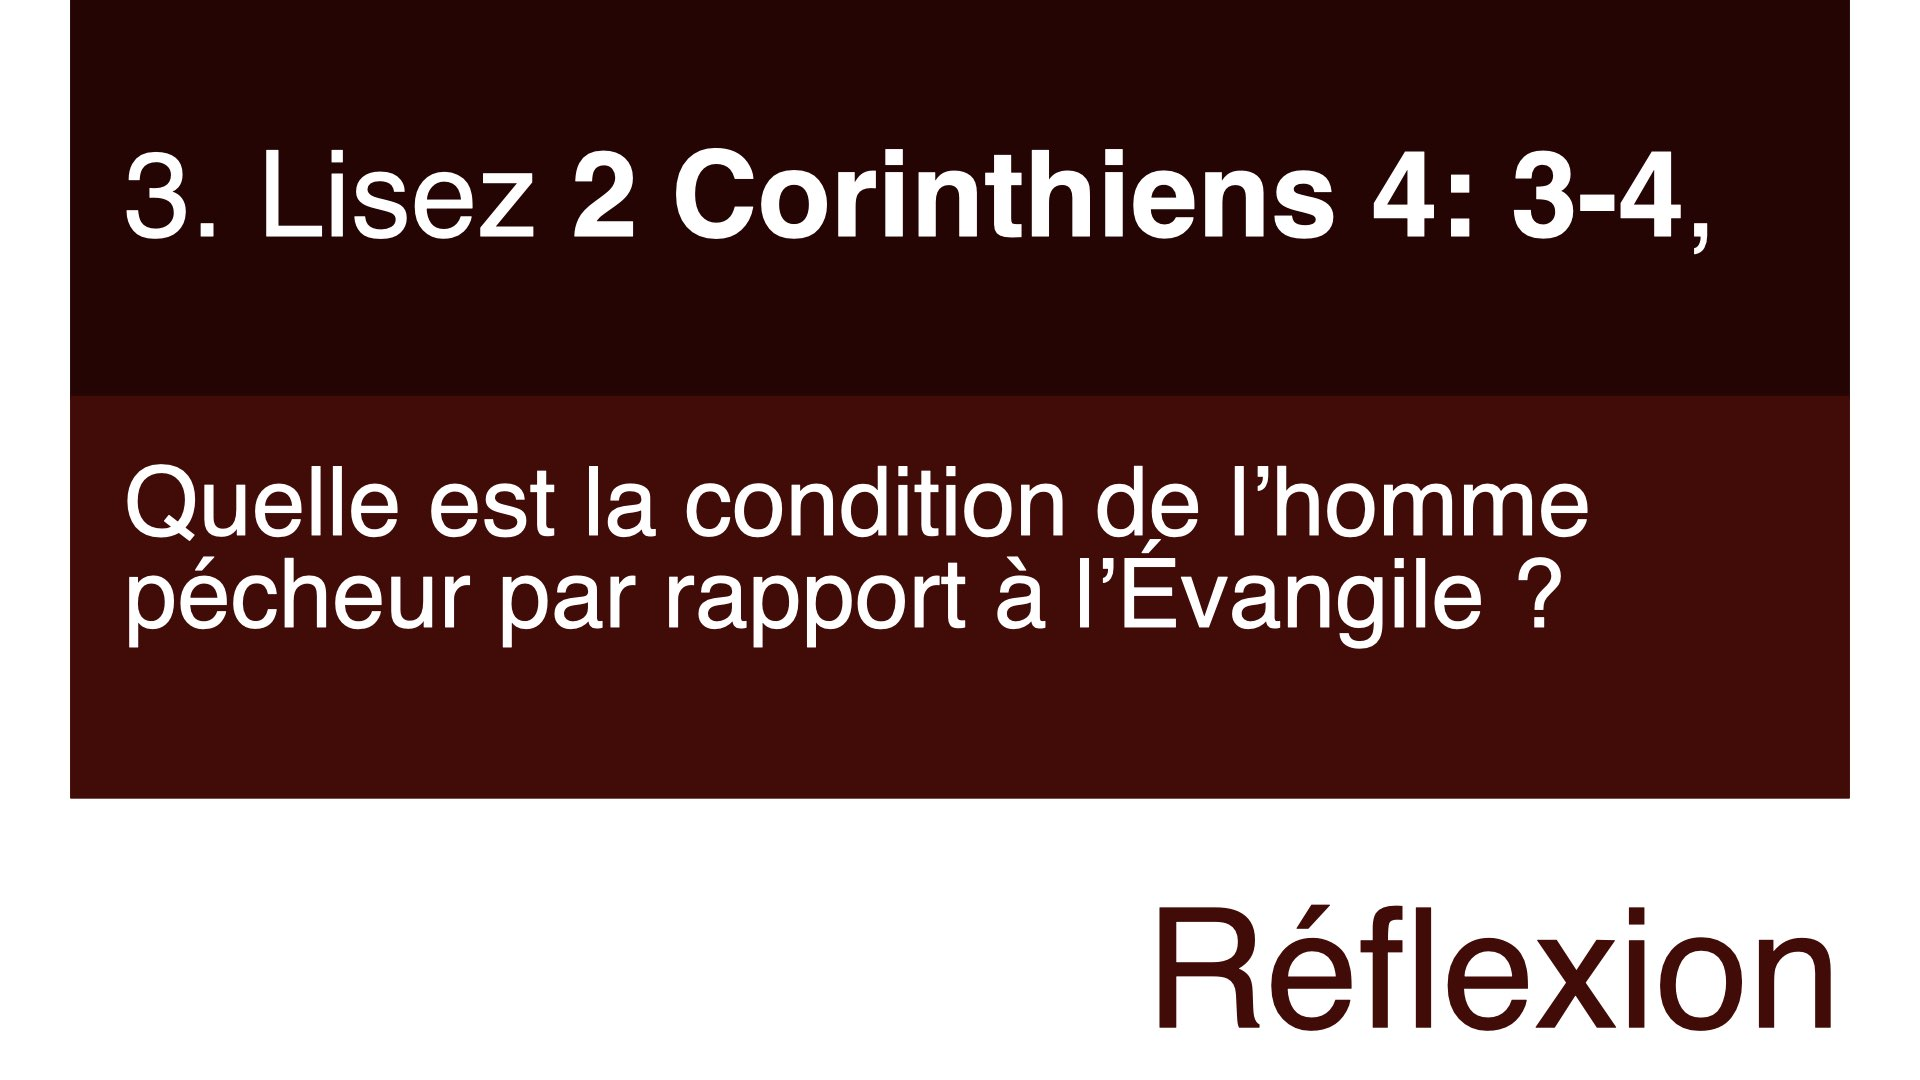 3. Lisez 2 Corinthiens 4: 3-4,
Quelle est la condition de l’homme
pécheur par rapport à l’Évangile ?
Réflexion